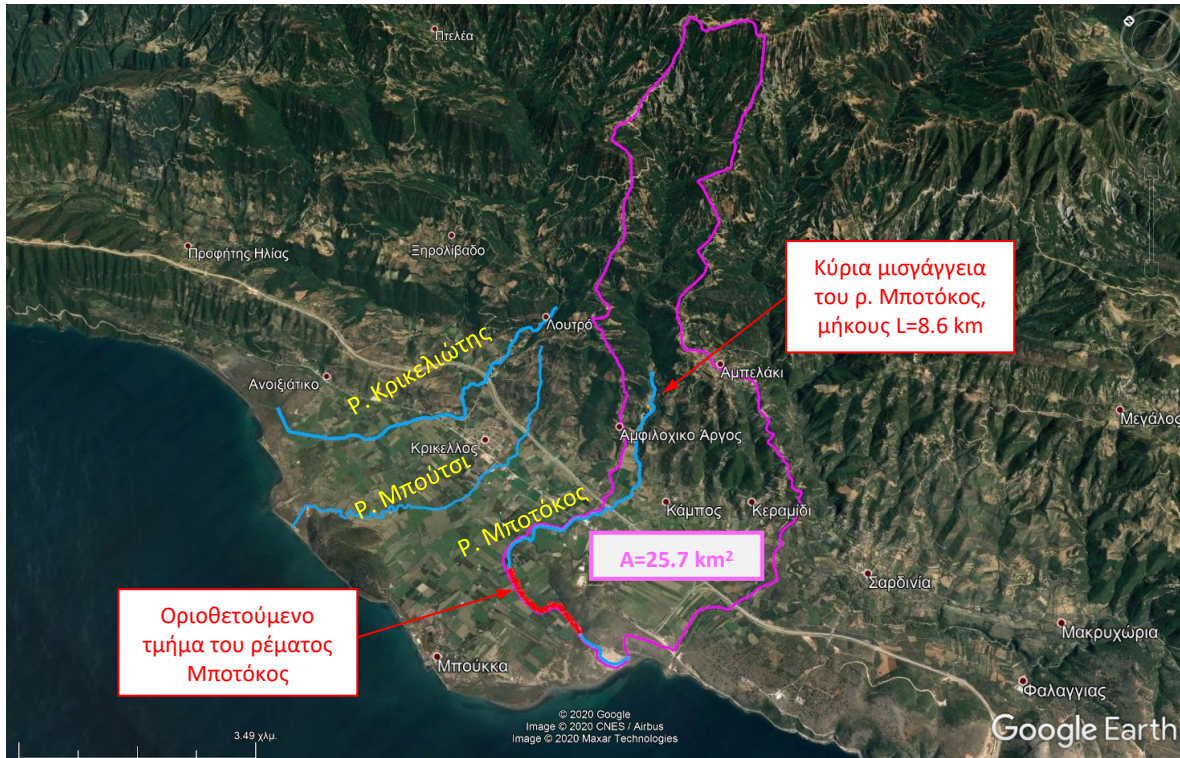 Πτελέα
Προφήτης Ηλίας
Ξηρολίβαδο
Κύρια μισγάγγεια
του ρ. Μποτόκος,
μήκους L=8.6 km
Λουτρό
Ρ. Κρικελιώτης
Ανοιξιάτικο
Αμπελάκι
Μεγάλος
Αμφιλοχικο Άργος
Κρικελλος
Ρ. Μπούτσι
Ρ. Μποτόκος
Κάμπος
Κεραμίδι
A=25.7 km²
Σαρδινία
Οριοθετούμενο
τμήμα του ρέματος
Μποτόκος
Μακρυχώρια
Μπούκκα
Φαλαγγιας
© 2020 Google
Image © 2020 CNES / Airbus
Image © 2020 Maxar Technologies
Google Earth
3.49 χλμ.